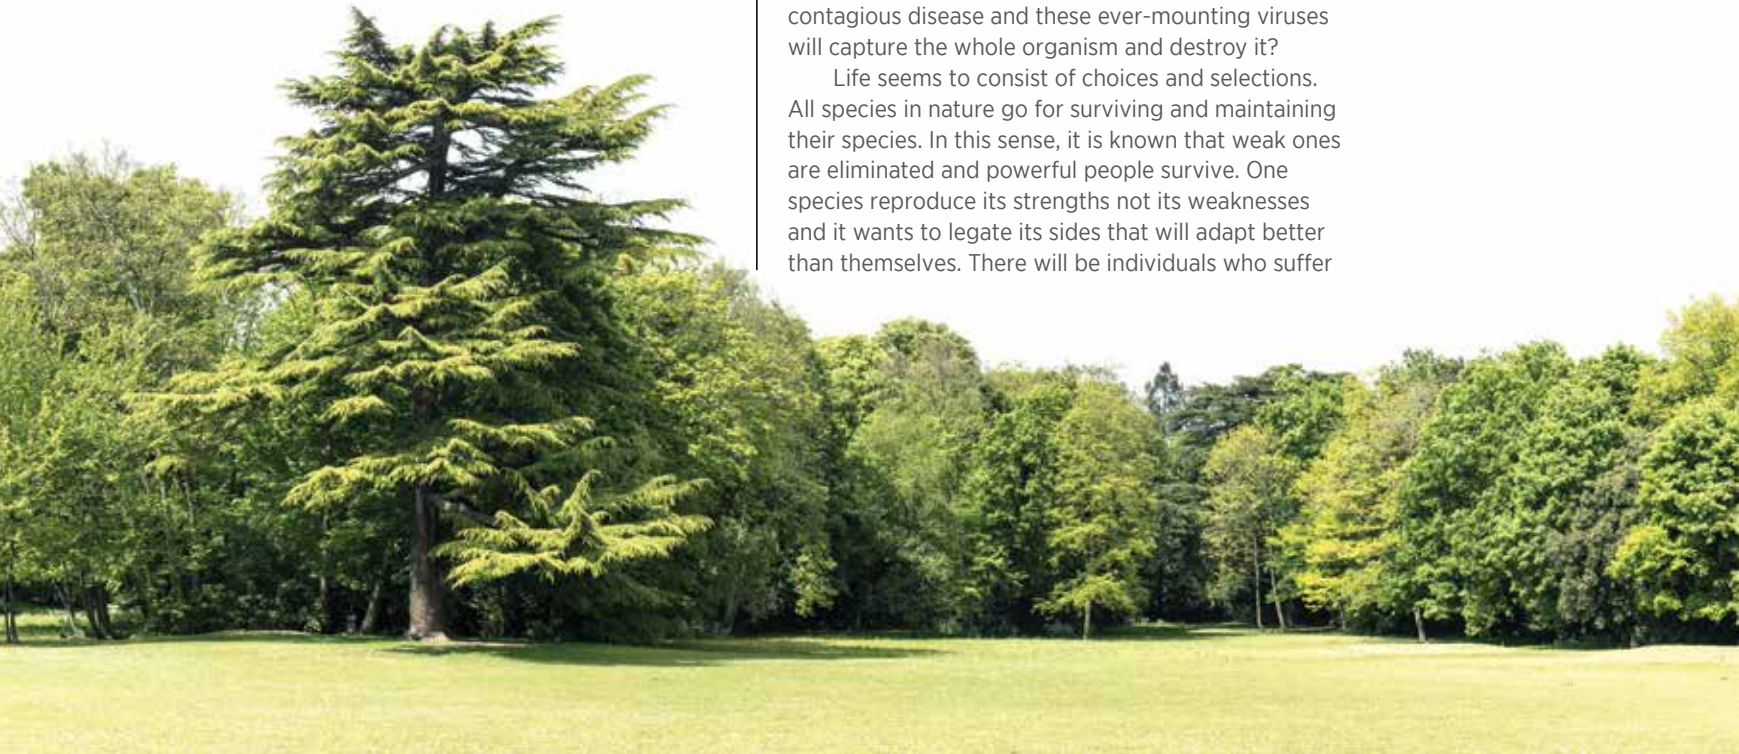 contagious disease and these ever-mounting viruses
will capture the whole organism and destroy it?
Life seems to consist of choices and selections.
All species in nature go for surviving and maintaining
their species. In this sense, it is known that weak ones
are eliminated and powerful people survive. One
species reproduce its strengths not its weaknesses
and it wants to legate its sides that will adapt better
than themselves. There will be individuals who suffer